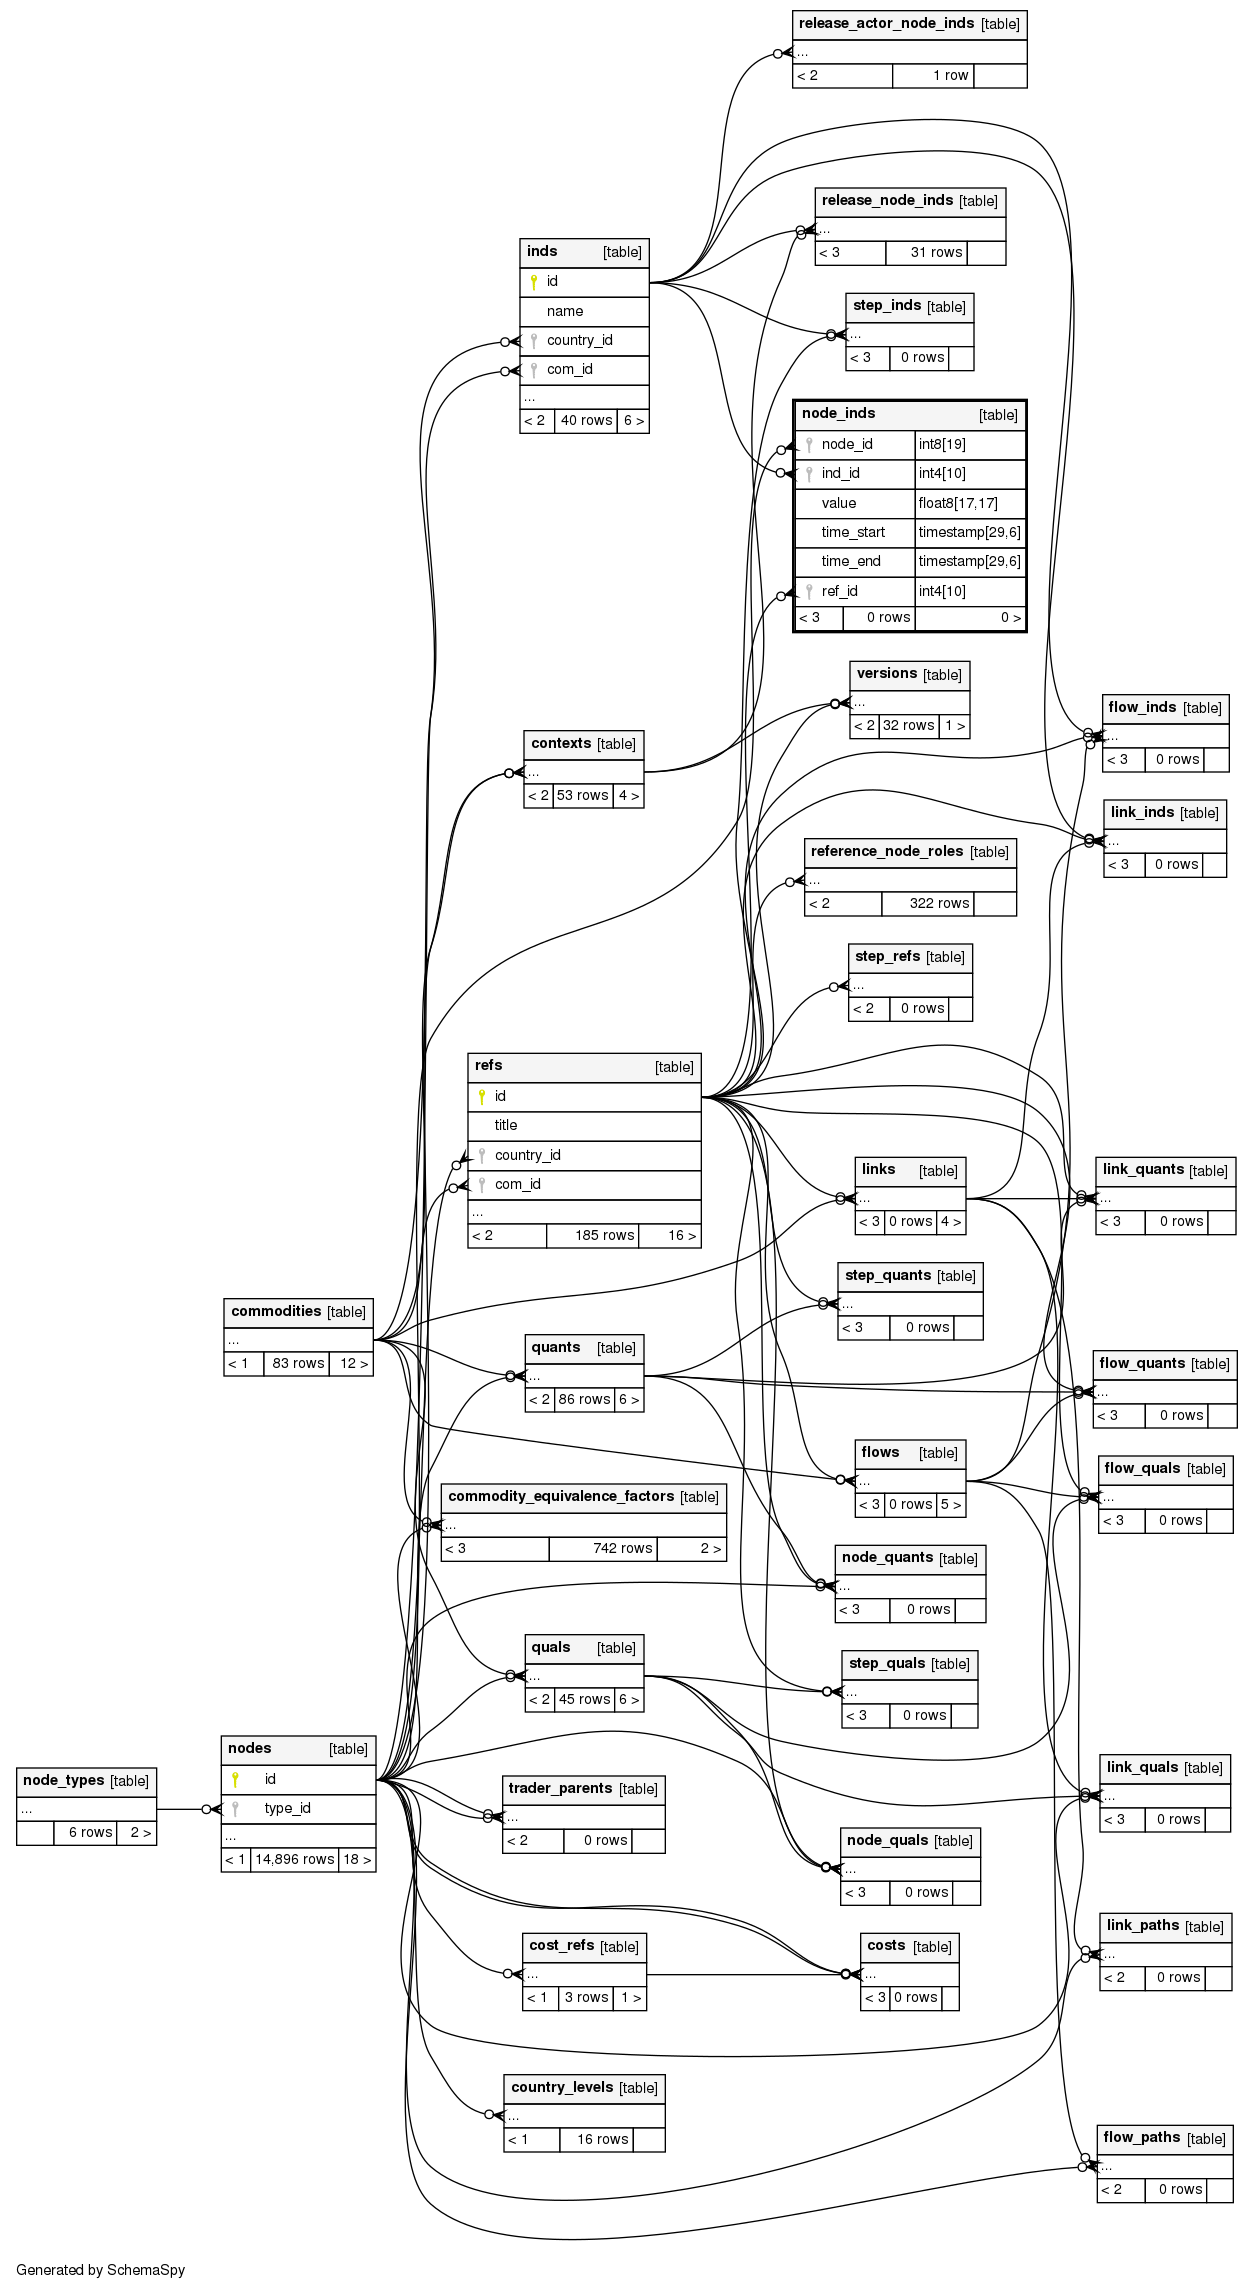 release_actor_node_inds [table]
...
< 2 1 row
release_node_inds [table]
...
< 3 31 rows
inds [table]
id
name
country_id
com_id
...
< 2 40 rows 6 >
step_inds [table]
...
< 3 0 rows
node_inds [table]
node_id int8[19]
ind_id int4[10]
value float8[17,17]
time_start timestamp[29,6]
time_end timestamp[29,6]
ref_id int4[10]
< 3 0 rows 0 >
versions [table]
...
< 2 32 rows 1 >
flow_inds [table]
...
< 3 0 rows
contexts [table]
...
< 2 53 rows 4 >
link_inds [table]
...
< 3 0 rows
reference_node_roles [table]
...
< 2 322 rows
step_refs [table]
...
< 2 0 rows
refs [table]
id
title
country_id
com_id
...
< 2 185 rows 16 >
links [table]
...
< 3 0 rows 4 >
link_quants [table]
...
< 3 0 rows
step_quants [table]
...
< 3 0 rows
commodities [table]
...
< 1 83 rows 12 >
quants [table]
...
< 2 86 rows 6 >
flow_quants [table]
...
< 3 0 rows
flows [table]
...
< 3 0 rows 5 >
flow_quals [table]
...
< 3 0 rows
commodity_equivalence_factors [table]
...
< 3 742 rows 2 >
node_quants [table]
...
< 3 0 rows
quals [table]
...
< 2 45 rows 6 >
step_quals [table]
...
< 3 0 rows
nodes [table]
id
type_id
...
< 1 14,896 rows 18 >
node_types [table]
...
6 rows 2 >
trader_parents [table]
...
< 2 0 rows
link_quals [table]
...
< 3 0 rows
node_quals [table]
...
< 3 0 rows
link_paths [table]
...
< 2 0 rows
cost_refs [table]
...
< 1 3 rows 1 >
costs [table]
...
< 3 0 rows
country_levels [table]
...
< 1 16 rows
flow_paths [table]
...
< 2 0 rows
Generated by SchemaSpy